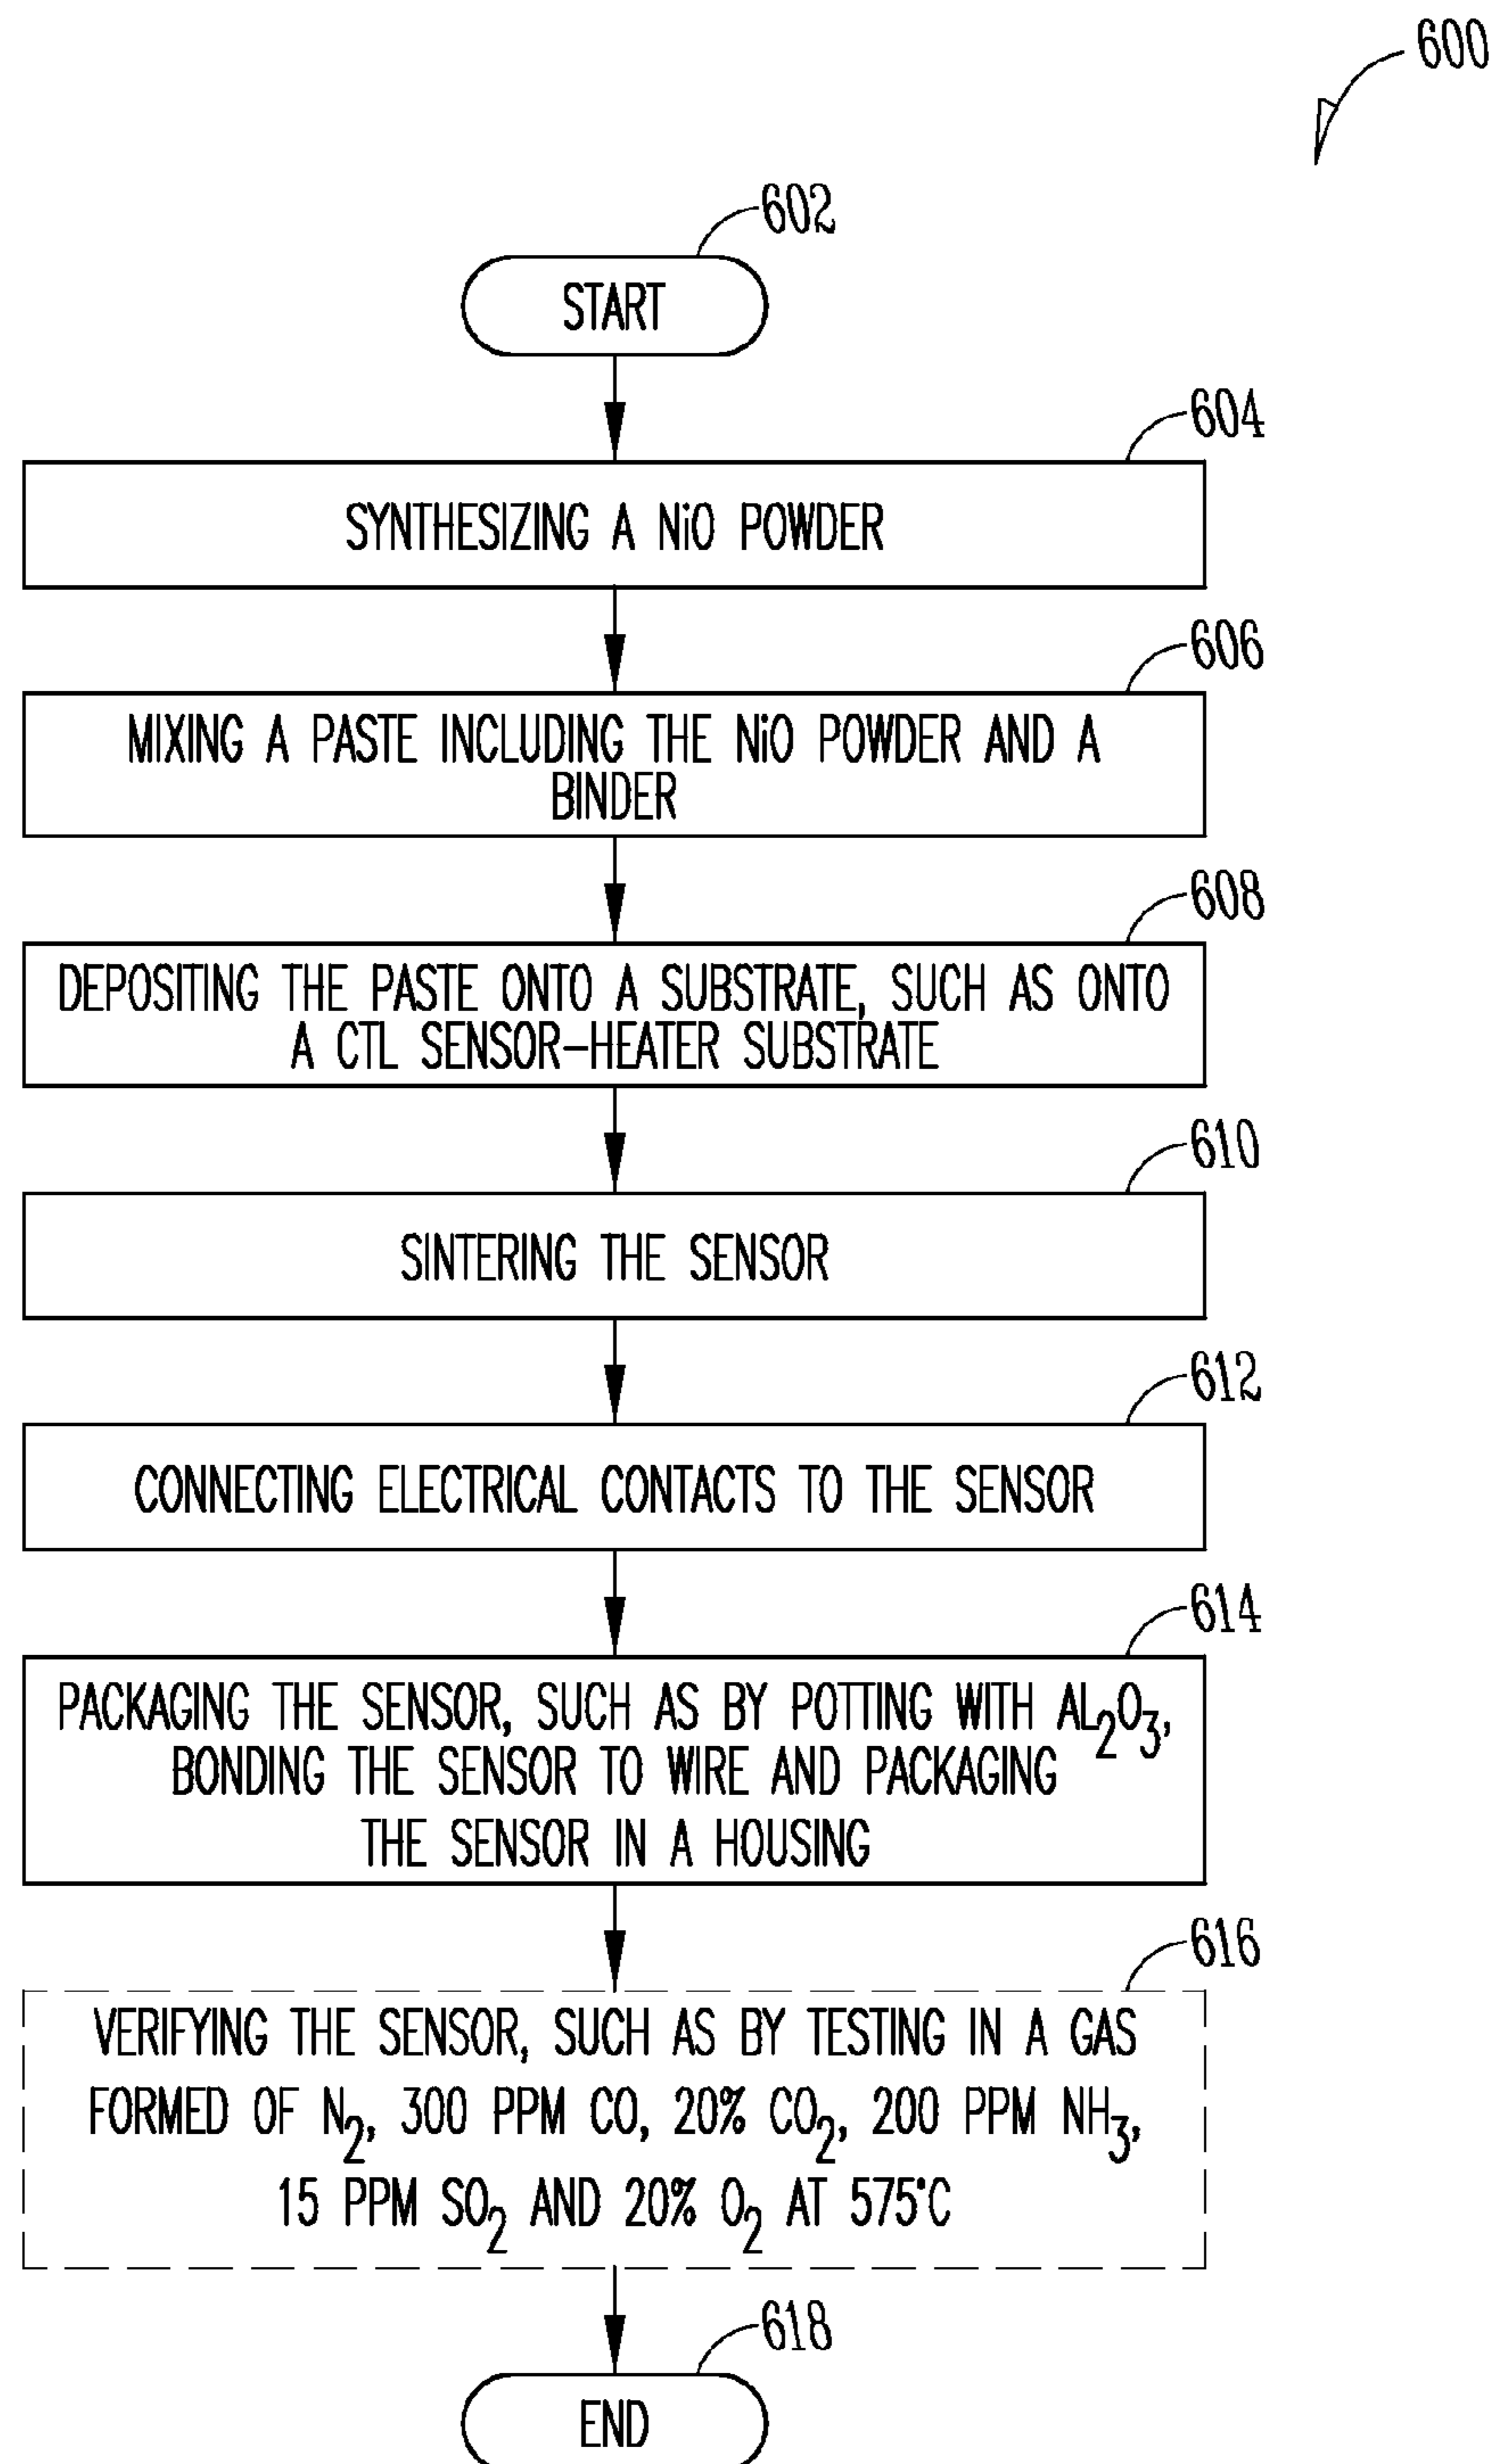 600
602
START
604
SYNTHESIZING A NiO POWDER
606
MIXING A PASTE INCLUDING THE NiO POWDER AND A
BINDER
608
DEPOSITING THE PASTE ONTO A SUBSTRATE, SUCH AS ONTO
A CTL SENSOR-HEATER SUBSTRATE
610
SINTERING THE SENSOR
612
CONNECTING ELECTRICAL CONTACTS TO THE SENSOR
614
PACKAGING THE SENSOR, SUCH AS BY POTTING WITH AL₂O₃,
BONDING THE SENSOR TO WIRE AND PACKAGING
THE SENSOR IN A HOUSING
616
VERIFYING THE SENSOR, SUCH AS BY TESTING IN A GAS
FORMED OF N₂, 300 PPM CO, 20% CO₂, 200 PPM NH₃,
15 PPM SO₂ AND 20% O₂ AT 575°C
618
END